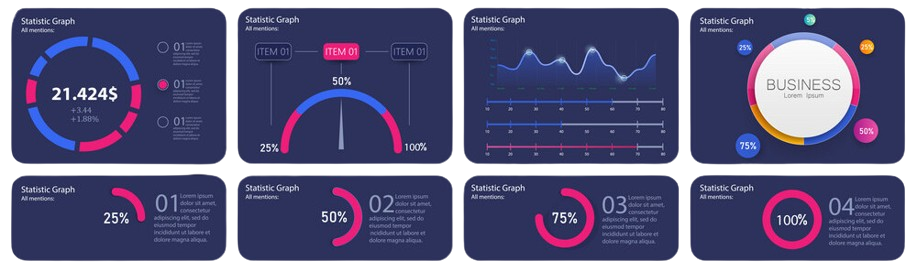 Statistic Graph
All mentions:
21.424$
+3.44
+1.88%
01
01
01
Statistic Graph
All mentions:
ITEM 01
ITEM 01
ITEM 01
50%
25%
100%
Statistic Graph
All mentions:
10 20 30 40 50 60 70 80
10 20 30 40 50 60 70 80
10 20 30 40 50 60 70 80
Statistic Graph
All mentions:
5%
25%
25%
BUSINESS
Lorem Ipsum
50%
75%
Statistic Graph
All mentions:
25%
01 Lorem ipsum
dolor sit amet,
consectetur
adipiscing elit, sed do
eiusmod tempor
incididunt ut labore et
dolore magna aliqua.
Statistic Graph
All mentions:
50%
02 Lorem ipsum
dolor sit amet,
consectetur
adipiscing elit, sed do
eiusmod tempor
incididunt ut labore et
dolore magna aliqua.
Statistic Graph
All mentions:
75%
03 Lorem ipsum
dolor sit amet,
consectetur
adipiscing elit, sed do
eiusmod tempor
incididunt ut labore et
dolore magna aliqua.
Statistic Graph
All mentions:
100%
04 Lorem ipsum
dolor sit amet,
consectetur
adipiscing elit, sed do
eiusmod tempor
incididunt ut labore et
dolore magna aliqua.